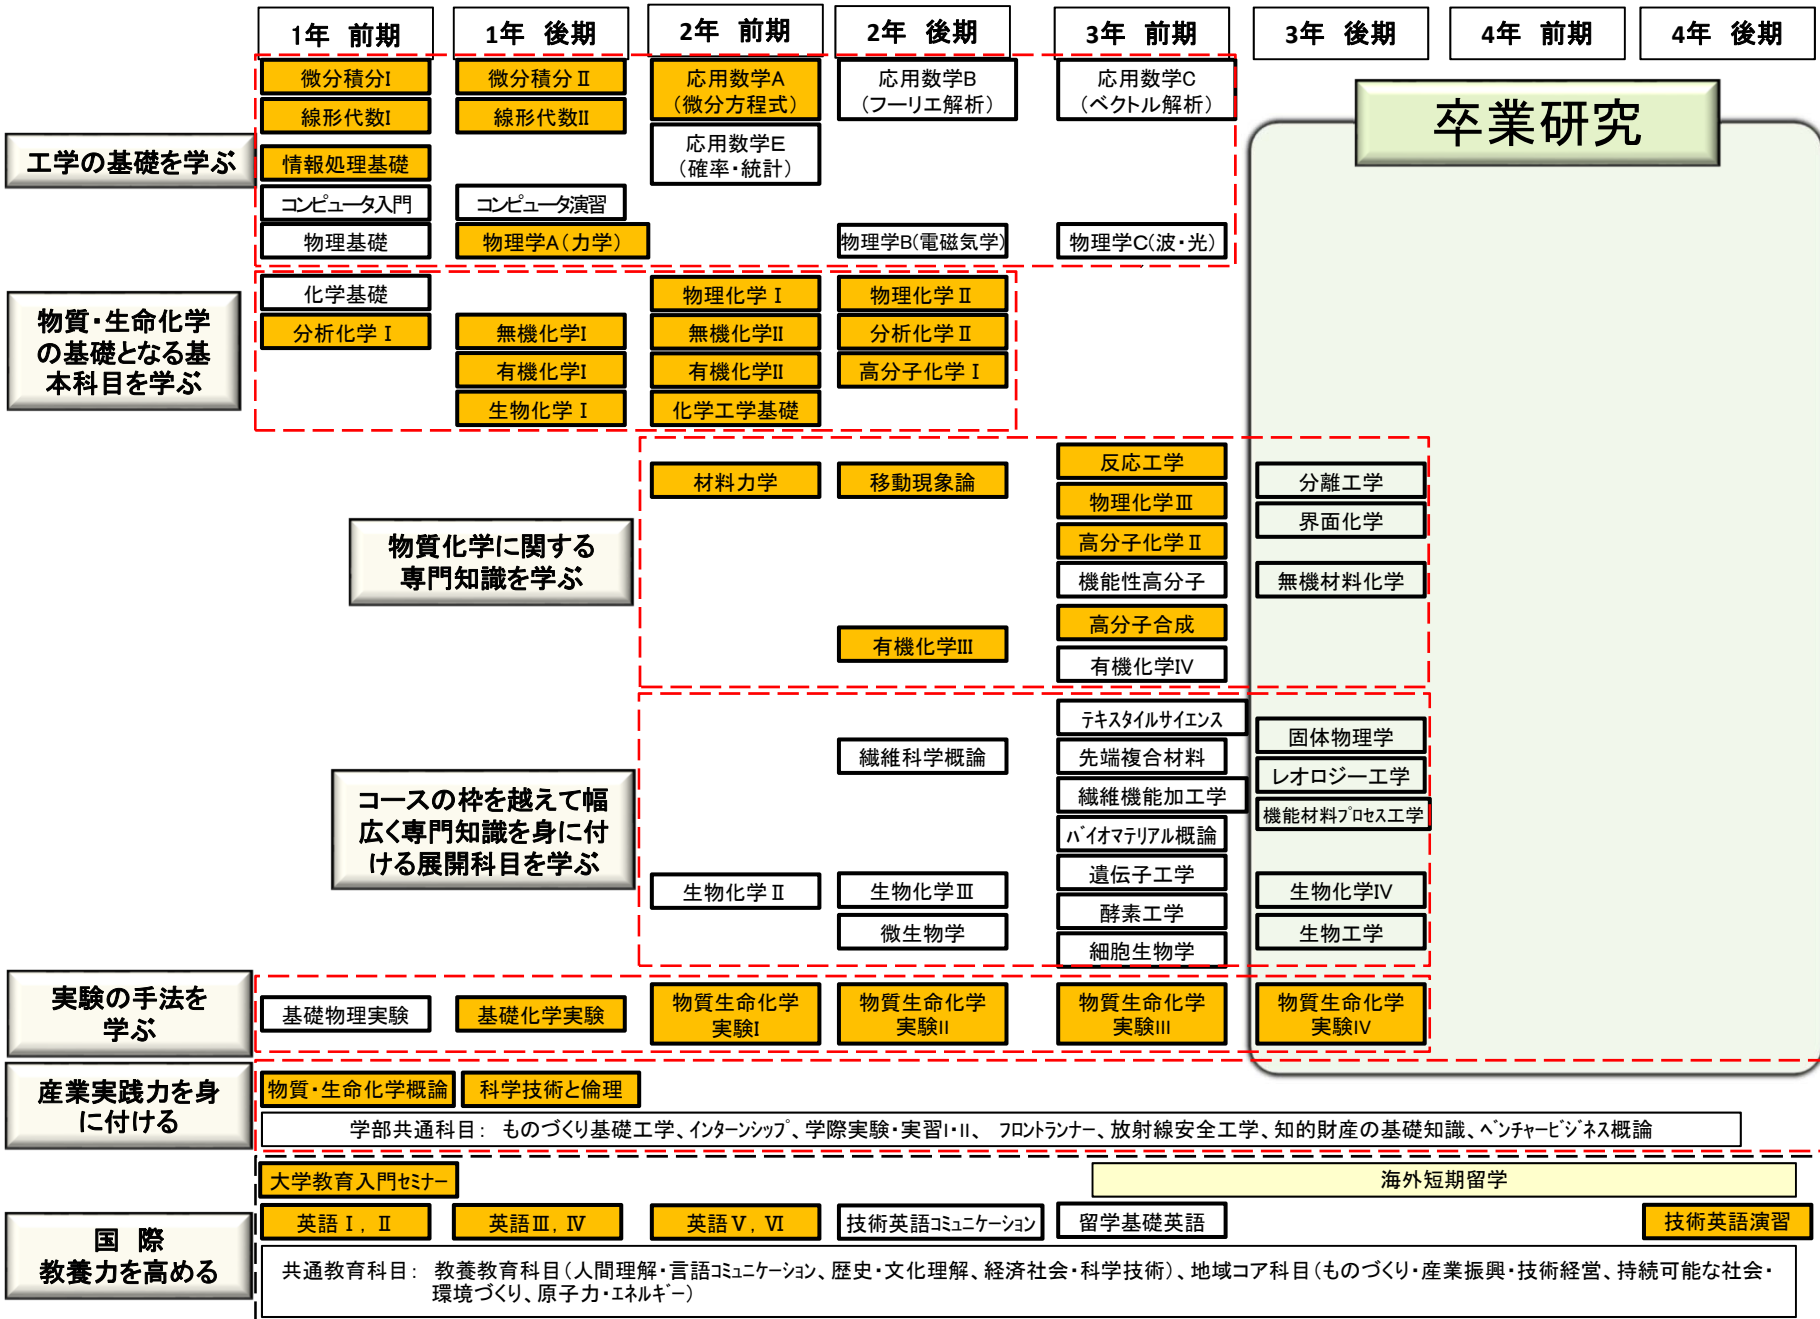 1年 前期
1年 後期
2年 前期
2年 後期
3年 前期
3年 後期
4年 前期
4年 後期
卒業研究
工学の基礎を学ぶ
微分積分I
微分積分Ⅱ
応用数学A
(微分方程式)
応用数学B
(フーリエ解析)
応用数学C
(ベクトル解析)
線形代数I
線形代数II
応用数学E
(確率・統計)
情報処理基礎
コンピュータ入門
コンピュータ演習
物理基礎
物理学A(力学)
物理学B(電磁気学)
物理学C(波・光)
物質・生命化学
の基礎となる基
本科目を学ぶ
化学基礎
物理化学Ⅰ
物理化学Ⅱ
分析化学Ⅰ
無機化学I
無機化学II
分析化学Ⅱ
有機化学I
有機化学II
高分子化学Ⅰ
生物化学Ⅰ
化学工学基礎
物質化学に関する
専門知識を学ぶ
材料力学
移動現象論
反応工学
分離工学
物理化学Ⅲ
界面化学
高分子化学Ⅱ
機能性高分子
無機材料化学
高分子合成
有機化学III
有機化学IV
コースの枠を越えて幅
広く専門知識を身に付
ける展開科目を学ぶ
テキスタイルサイエンス
固体物理学
繊維科学概論
先端複合材料
レオロジー工学
繊維機能加工学
機能材料プロセス工学
バイオマテリアル概論
遺伝子工学
生物化学Ⅱ
生物化学Ⅲ
生物化学IV
酵素工学
微生物学
生物工学
細胞生物学
実験の手法を
学ぶ
基礎物理実験
基礎化学実験
物質生命化学
実験I
物質生命化学
実験II
物質生命化学
実験III
物質生命化学
実験IV
産業実践力を身
に付ける
物質・生命化学概論
科学技術と倫理
学部共通科目: ものづくり基礎工学、インターンシップ、学際実験・実習I・II、 フロントランナー、放射線安全工学、知的財産の基礎知識、ベンチャービジネス概論
国 際
教養力を高める
大学教育入門セミナー
海外短期留学
英語Ⅰ, Ⅱ
英語Ⅲ, Ⅳ
英語Ⅴ, Ⅵ
技術英語コミュニケーション
留学基礎英語
技術英語演習
共通教育科目: 教養教育科目(人間理解・言語コミュニケーション、歴史・文化理解、経済社会・科学技術)、地域コア科目(ものづくり・産業振興・技術経営、持続可能な社会・
環境づくり、原子力・エネルギー)